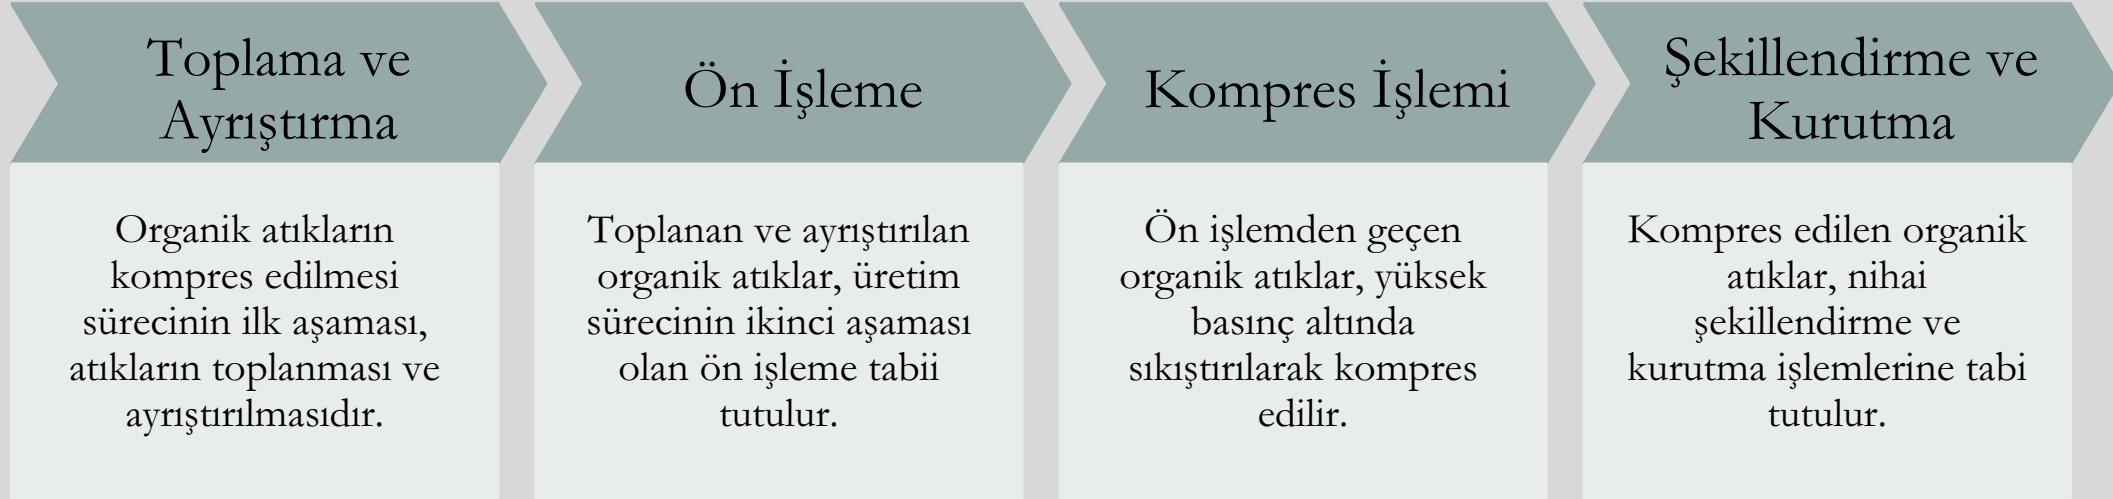 Toplama ve
Ayrıştırma
Organik atıkların
kompres edilmesi
sürecinin ilk aşaması,
atıkların toplanması ve
ayrıştırılmasıdır.
Ön İşleme
Toplanan ve ayrıştırılan
organik atıklar, üretim
sürecinin ikinci aşaması
olan ön işleme tabii
tutulur.
Kompres İşlemi
Ön işlemden geçen
organik atıklar, yüksek
basınç altında
sıkıştırılarak kompres
edilir.
Şekillendirme ve
Kurutma
Kompres edilen organik
atıklar, nihai
şekillendirme ve
kurutma işlemlerine tabi
tutulur.